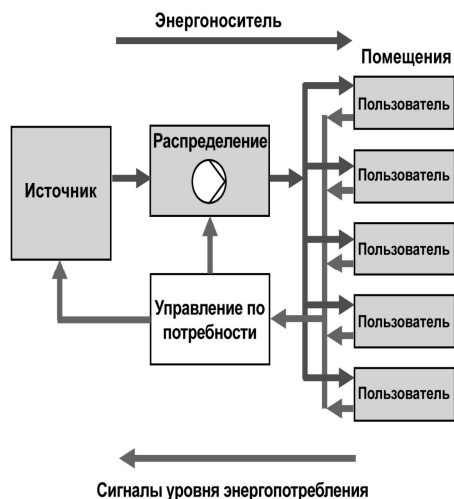 Энергоноситель
Помещения
Пользователь
Распределение
Источник
Пользователь
Пользователь
Управление по
потребности
Пользователь
Пользователь
Сигналы уровня энергопотребления